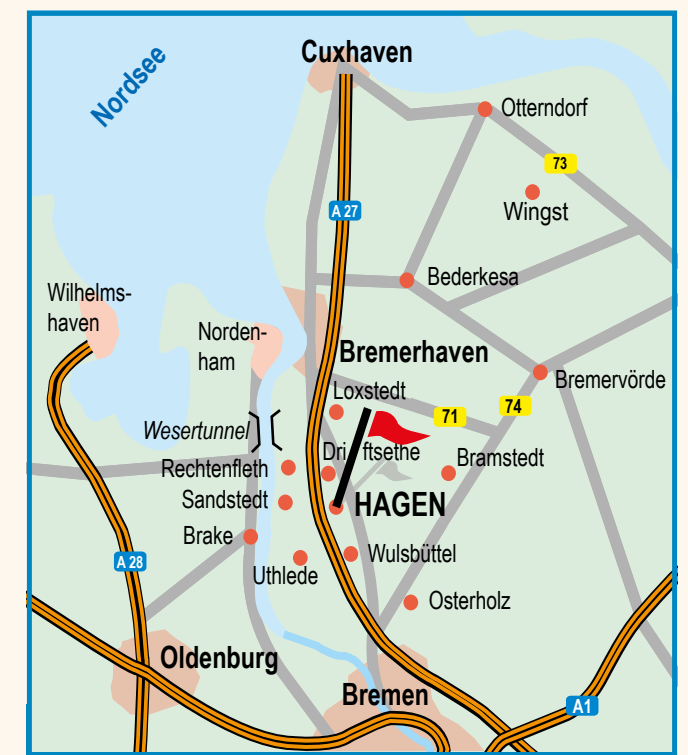 Cuxhaven
Nordsee
Otterndorf
73
Wingst
A 27
Bederkesa
Wilhelms-
haven
Norden-
ham
Bremerhaven
Bremervörde
Loxstedt
74
71
Wesertunnel
Driftsethe
Bramstedt
Rechtenfleth
Sandstedt
HAGEN
Brake
Wulsbüttel
A 28
Uthlede
Osterholz
Oldenburg
Bremen
A1